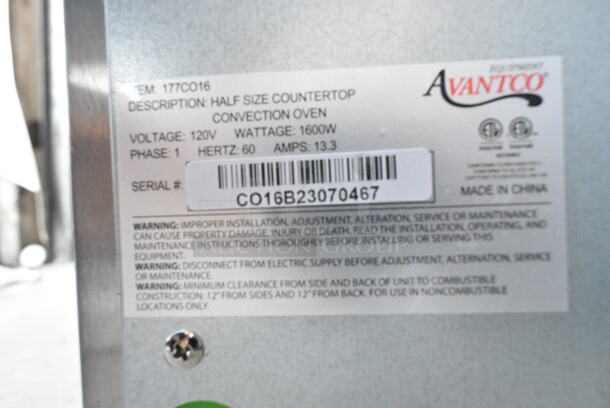 EM: 177CO16
DESCRIPTION: HALF SIZE COUNTERTOP
CONVECTION OVEN
VOLTAGE: 120V WATTAGE: 1600W
PHASE: 1 HERTZ: 60 AMPS: 13.3
SERIAL #:
CO16B23070467
EQUIPMENT
AVANTCO®
Intertek Intertek
MADE IN CHINA
WARNING: IMPROPER INSTALLATION, ADJUSTMENT, ALTERATION, SERVICE OR MAINTENANCE
CAN CAUSE PROPERTY DAMAGE, INJURY OR DEATH. READ THE INSTALLATION, OPERATING, AND
MAINTENANCE INSTRUCTIONS THOROUGHLY BEFORE INSTALLING OR SERVICING THIS
EQUIPMENT.
WARNING: DISCONNECT FROM ELECTRIC SUPPLY BEFORE ADJUSTMENT, ALTERNATION, SERVICE
OR MAINTENANCE.
WARNING: MINIMUM CLEARANCE FROM SIDE AND BACK OF UNIT TO COMBUSTIBLE
CONSTRUCTION: 12" FROM SIDES AND 12" FROM BACK. FOR USE IN NONCOMBUSTIBLE
LOCATIONS ONLY.